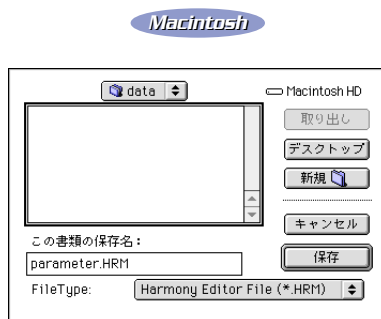 Macintosh
data
Macintosh HD
取り出し
デスクトップ
新規
キャンセル
この書類の保存名：
保存
parameter.HRM
FileType:
Harmony Editor File (*.HRM)